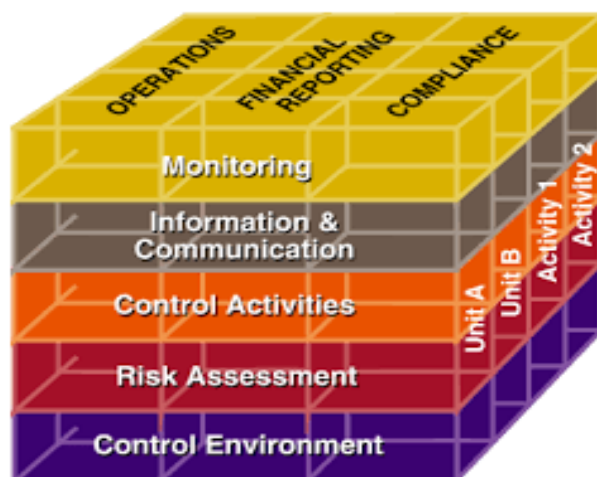 OPERATIONS
FINANCIAL
REPORTING
COMPLIANCE
Monitoring
Information &
Communication
Control Activities
Risk Assessment
Control Environment
Unit A
Unit B
Activity 1
Activity 2